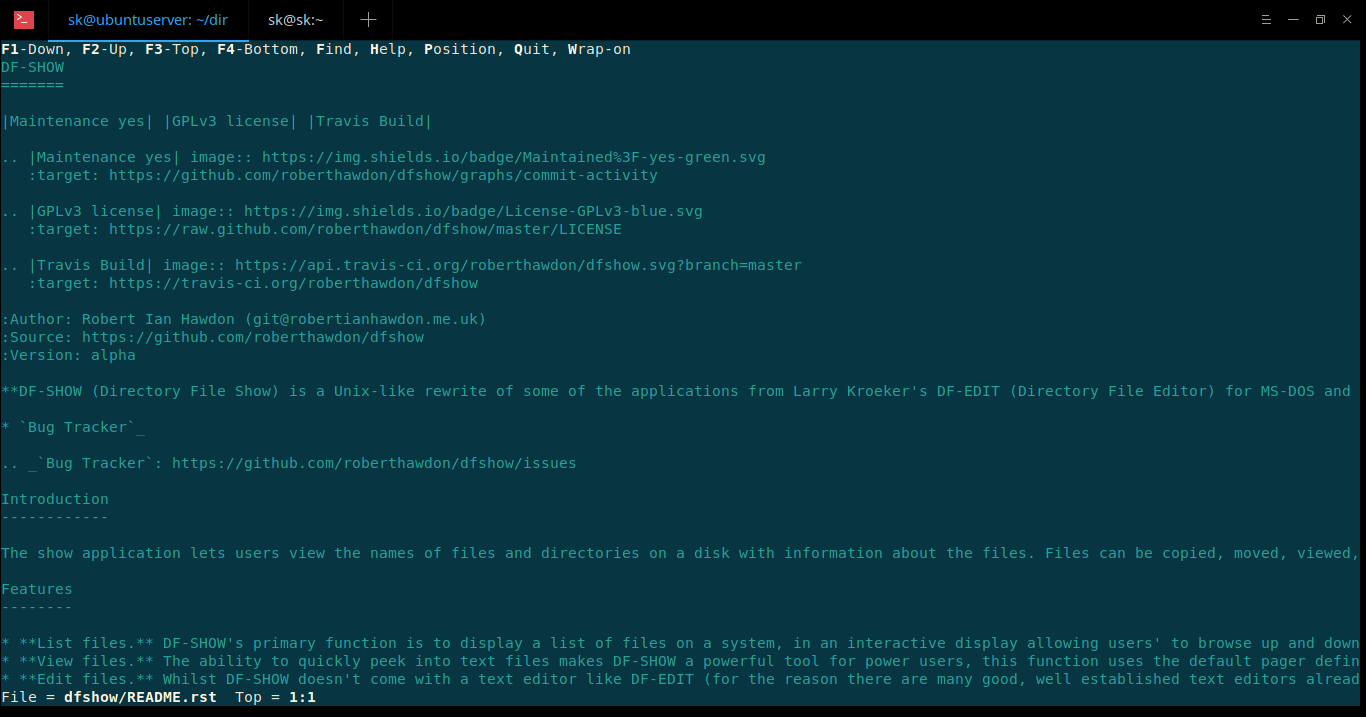 >_ sk@ubuntuserver: ~/dir sk@sk:~
F1-Down, F2-Up, F3-Top, F4-Bottom, Find, Help, Position, Quit, Wrap-on
DF-SHOW
=======
|Maintenance yes| |GPLv3 license| |Travis Build|
.. |Maintenance yes| image:: https://img.shields.io/badge/Maintained%3F-yes-green.svg
   :target: https://github.com/roberthawdon/dfshow/graphs/commit-activity
.. |GPLv3 license| image:: https://img.shields.io/badge/License-GPLv3-blue.svg
   :target: https://raw.github.com/roberthawdon/dfshow/master/LICENSE
.. |Travis Build| image:: https://api.travis-ci.org/roberthawdon/dfshow.svg?branch=master
   :target: https://travis-ci.org/roberthawdon/dfshow
:Author: Robert Ian Hawdon (git@robertianhawdon.me.uk)
:Source: https://github.com/roberthawdon/dfshow
:Version: alpha
**DF-SHOW (Directory File Show) is a Unix-like rewrite of some of the applications from Larry Kroeker's DF-EDIT (Directory File Editor) for MS-DOS and
* `Bug Tracker`_
.. _`Bug Tracker`: https://github.com/roberthawdon/dfshow/issues
Introduction
------------
The show application lets users view the names of files and directories on a disk with information about the files. Files can be copied, moved, viewed,
Features
--------
* **List files.** DF-SHOW's primary function is to display a list of files on a system, in an interactive display allowing users' to browse up and down
* **View files.** The ability to quickly peek into text files makes DF-SHOW a powerful tool for power users, this function uses the default pager defin
* **Edit files.** Whilst DF-SHOW doesn't come with a text editor like DF-EDIT (for the reason there are many good, well established text editors alread
File = dfshow/README.rst  Top = 1:1